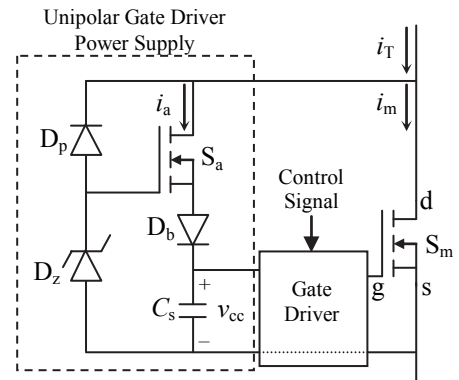 Unipolar Gate Driver
Power Supply
iT
ia
im
Dp
Sa
Control
Signal
Db
d
Sm
+
Dz
Cs
vcc
Gate
Driver
g
s
–